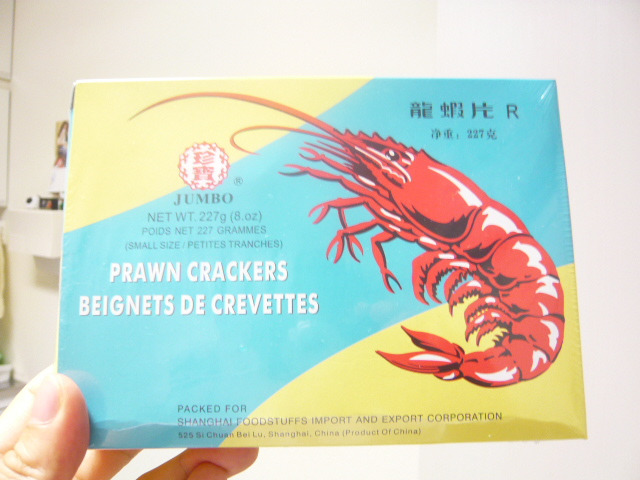 龍蝦片 R
净重：227克
珍寶
®
JUMBO
NET WT. 227g (8.oz)
POIDS NET 227 GRAMMES
(SMALL SIZE / PETITES TRANCHES)
PRAWN CRACKERS
BEIGNETS DE CREVETTES
PACKED FOR
SHANGHAI FOODSTUFFS IMPORT AND EXPORT CORPORATION
525 Si Chuan Bei Lu, Shanghai, China (Product Of China)